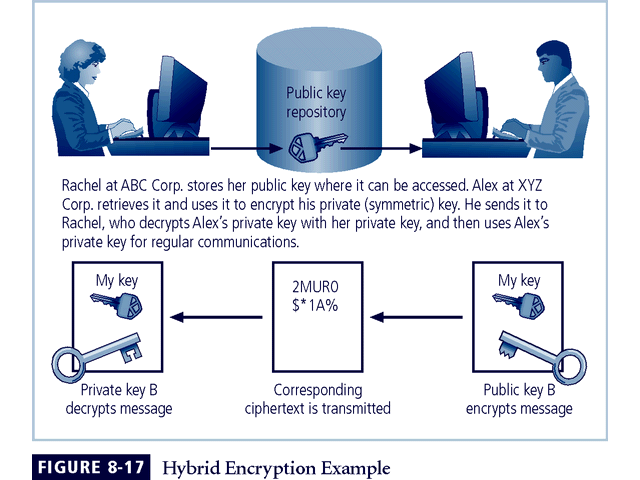 Public key
repository
Rachel at ABC Corp. stores her public key where it can be accessed. Alex at XYZ
Corp. retrieves it and uses it to encrypt his private (symmetric) key. He sends it to
Rachel, who decrypts Alex's private key with her private key, and then uses Alex's
private key for regular communications.
My key
2MUR0
$*1A%
My key
Private key B
decrypts message
Corresponding
ciphertext is transmitted
Public key B
encrypts message
FIGURE 8-17 Hybrid Encryption Example